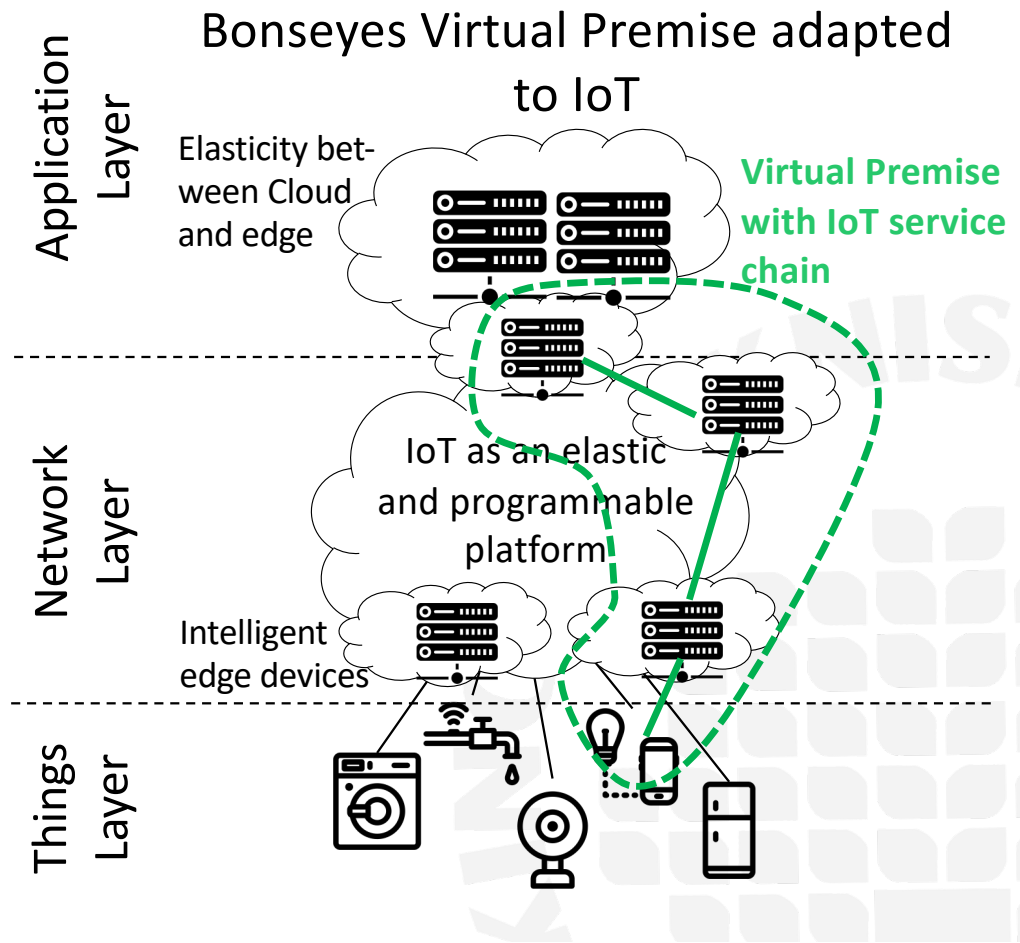 Bonseyes Virtual Premise adapted
to IoT
Application
Layer
Elasticity bet-
ween Cloud
and edge
Virtual Premise
with IoT service
chain
Network
Layer
IoT as an elastic
and programmable
platform
Intelligent
edge devices
Things
Layer